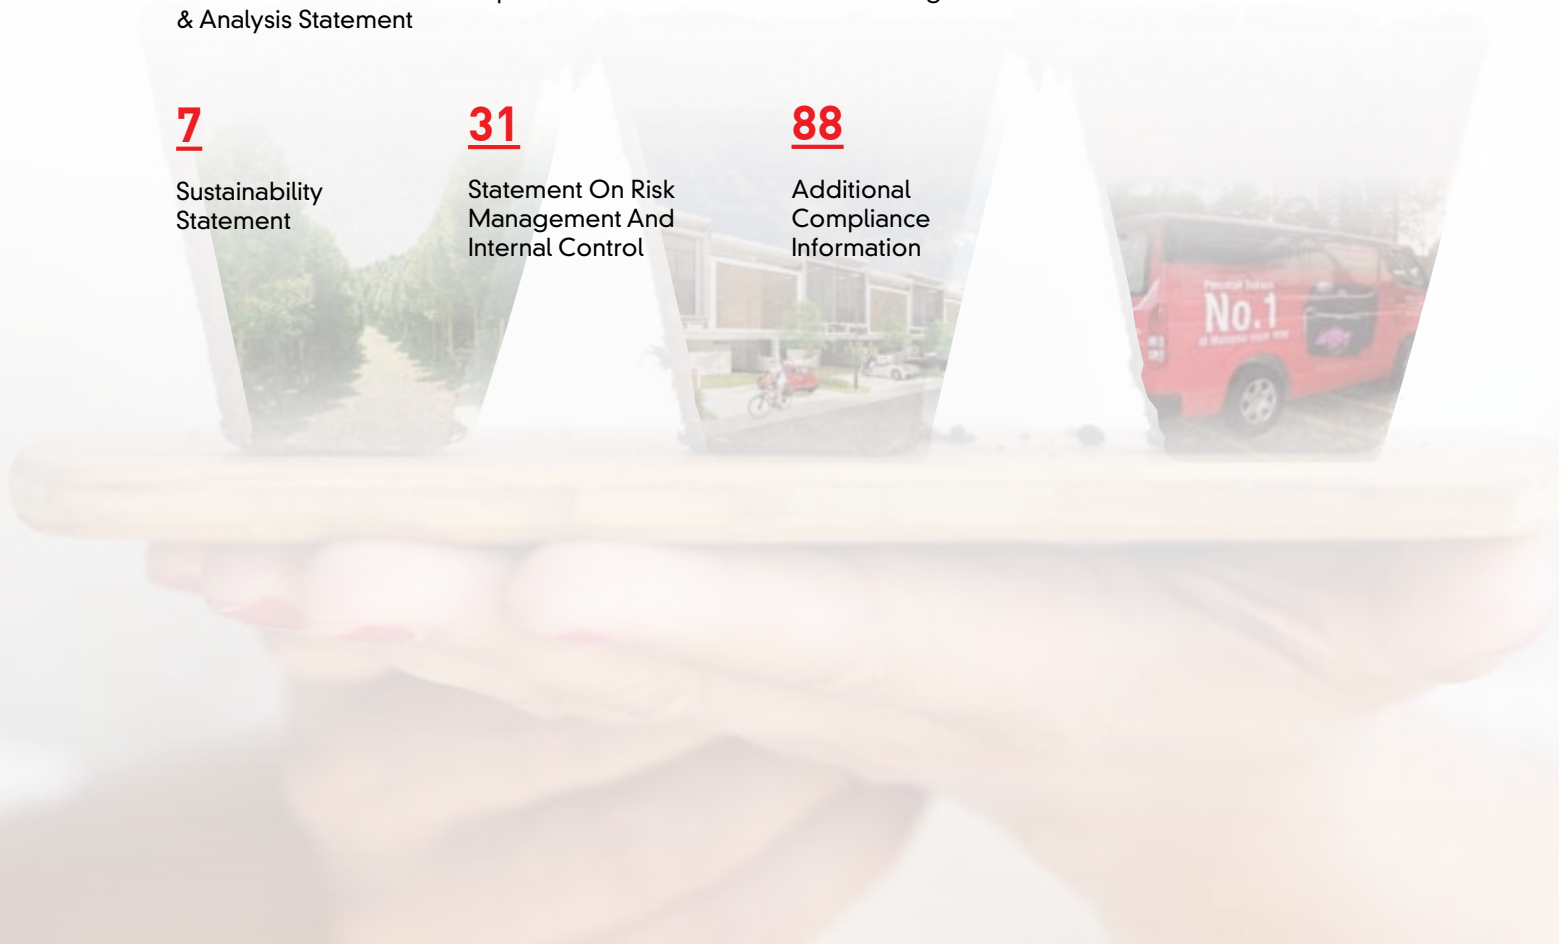 & Analysis Statement
7
Sustainability
Statement
31
Statement On Risk
Management And
Internal Control
88
Additional
Compliance
Information
No.1